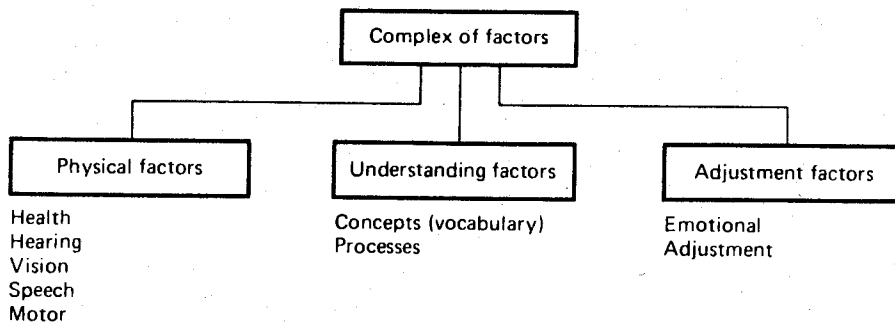 Complex of factors
Physical factors
Health
Hearing
Vision
Speech
Motor
Understanding factors
Concepts (vocabulary)
Processes
Adjustment factors
Emotional
Adjustment